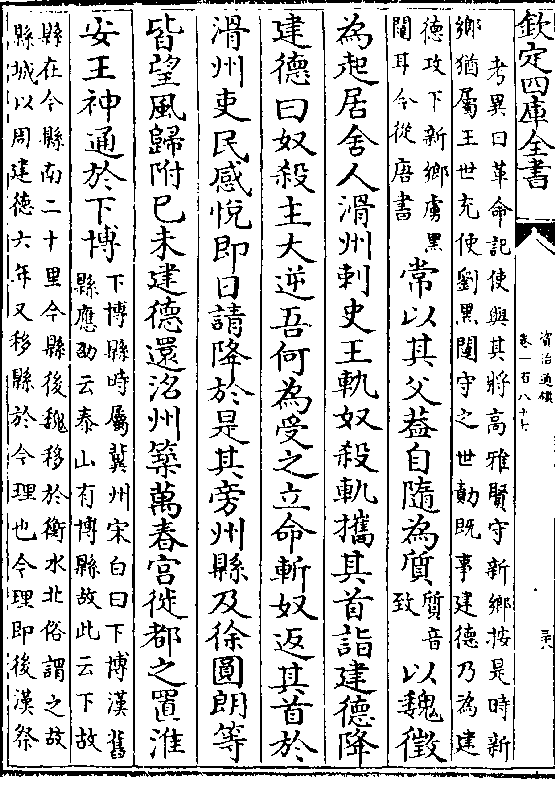 欽定四庫全書
資治通鑑
卷一百八十七
考異曰革命記使與其將高雅賢守新鄉按是時新
鄉猶屬王世充使劉黑闥守之世勣既事建德乃為建
德攻下新鄉虜黑
闥耳今從唐書
常以其父葢自隨為質
質音
致
以魏徵
為起居舍人滑州刺史王軌奴殺軌攜其首詣建德降
建德曰奴殺主大逆吾何為受之立命斬奴返其首於
滑州吏民感悅即日請降於是其旁州縣及徐圓朗等
皆望風歸附己未建德還洺州築萬春宫徙都之置淮
安王神通於下博
下博縣時屬冀州宋白曰下博漢舊
縣應劭云泰山有博縣故此云下故
縣在今縣南二十里今縣後魏移於衡水北俗謂之故
縣城以周建德六年又移縣於今理也今理即後漢祭